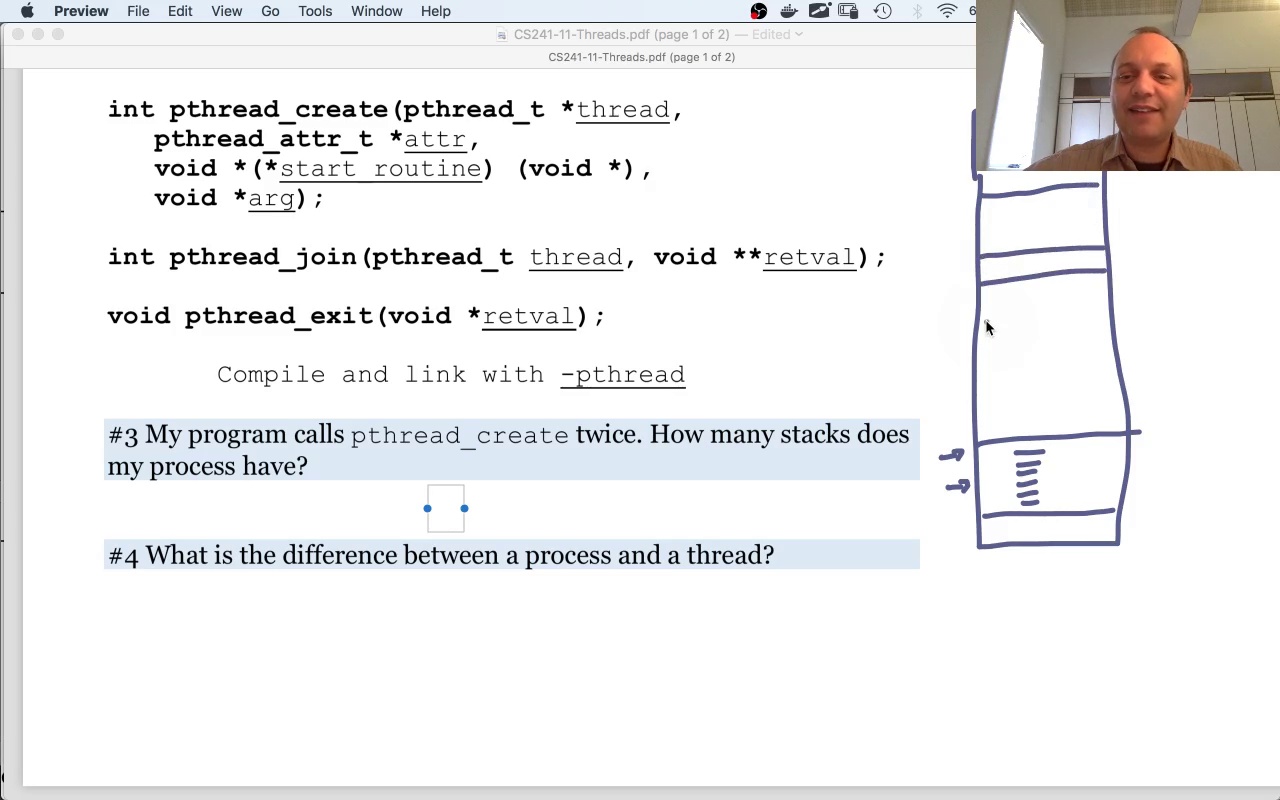 Preview File Edit View Go Tools Window Help 6
CS241-11-Threads.pdf (page 1 of 2) — Edited
CS241-11-Threads.pdf (page 1 of 2)
int pthread_create(pthread_t *thread,
pthread_attr_t *attr,
void *(*start_routine) (void *),
void *arg);
int pthread_join(pthread_t thread, void **retval);
void pthread_exit(void *retval);
Compile and link with -pthread
#3 My program calls pthread_create twice. How many stacks does
my process have?
#4 What is the difference between a process and a thread?